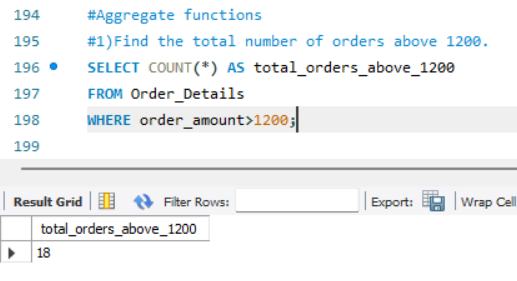 194 #Aggregate functions
195 #1)Find the total number of orders above 1200.
196 SELECT COUNT(*) AS total_orders_above_1200
197 FROM Order_Details
198 WHERE order_amount>1200;
199
Result Grid Filter Rows: Export: Wrap Cell
total_orders_above_1200
18